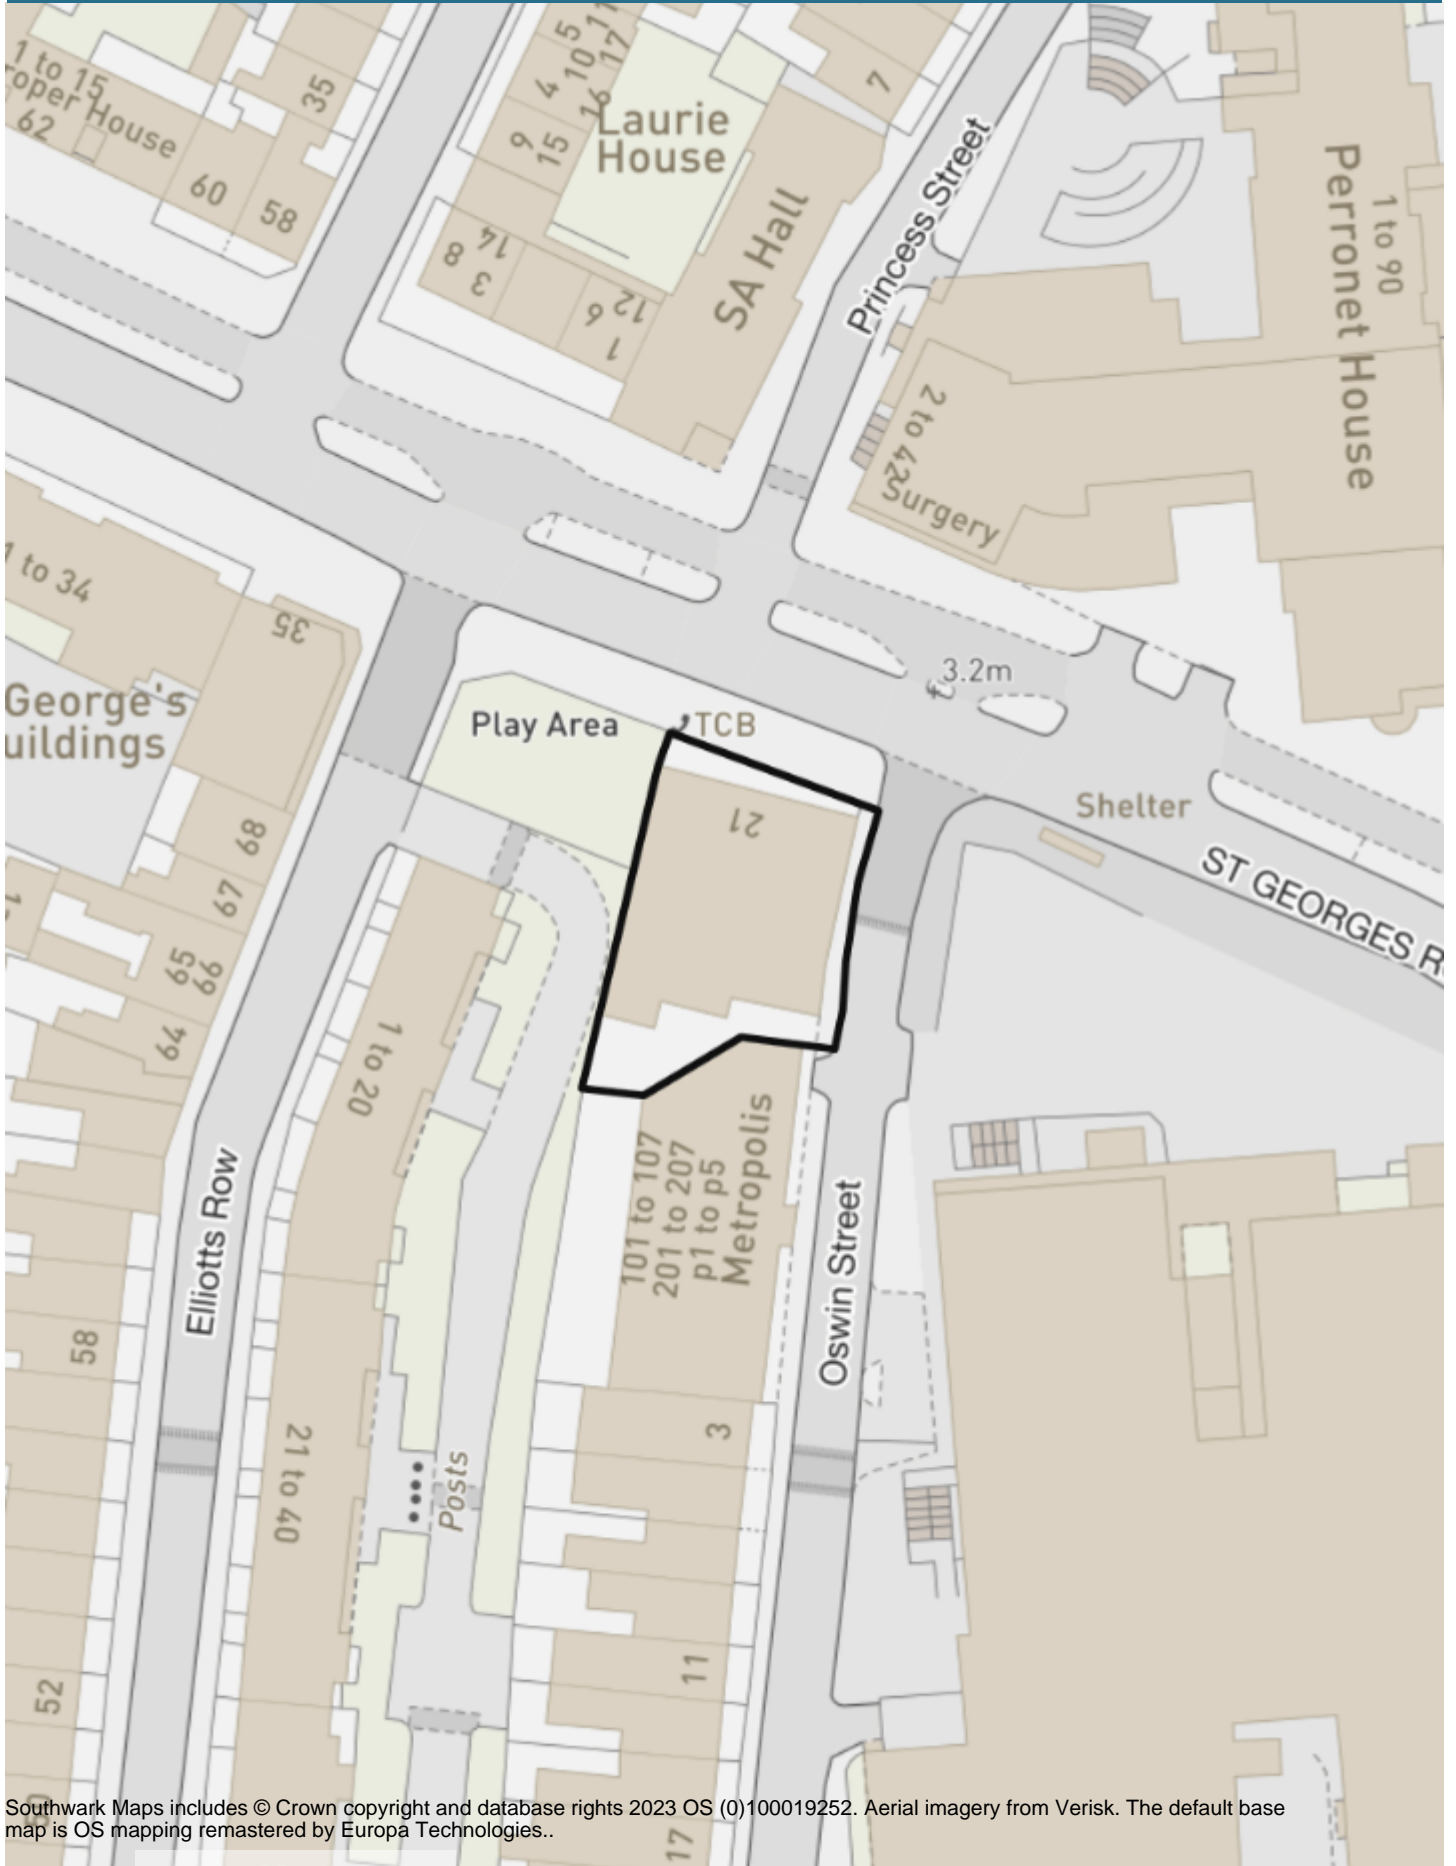 1 to 15
roper House
62
60
58
35
5
11
17
10
4
16
9
15
Laurie
House
14
8
3
12
6
1
SA Hall
7
Princess Street
Perronet House
1 to 90
2 to 42
Surgery
1 to 34
35
George's
uildings
Play Area
TCB
3.2m
21
Shelter
ST GEORGES R
68
67
65
66
64
1 to 20
101 to 107
201 to 207
p1 to p5
Metropolis
Elliotts Row
Oswin Street
58
3
21 to 40
Posts
52
11
17
Southwark Maps includes © Crown copyright and database rights 2023 OS (0)100019252. Aerial imagery from Verisk. The default base
map is OS mapping remastered by Europa Technologies..